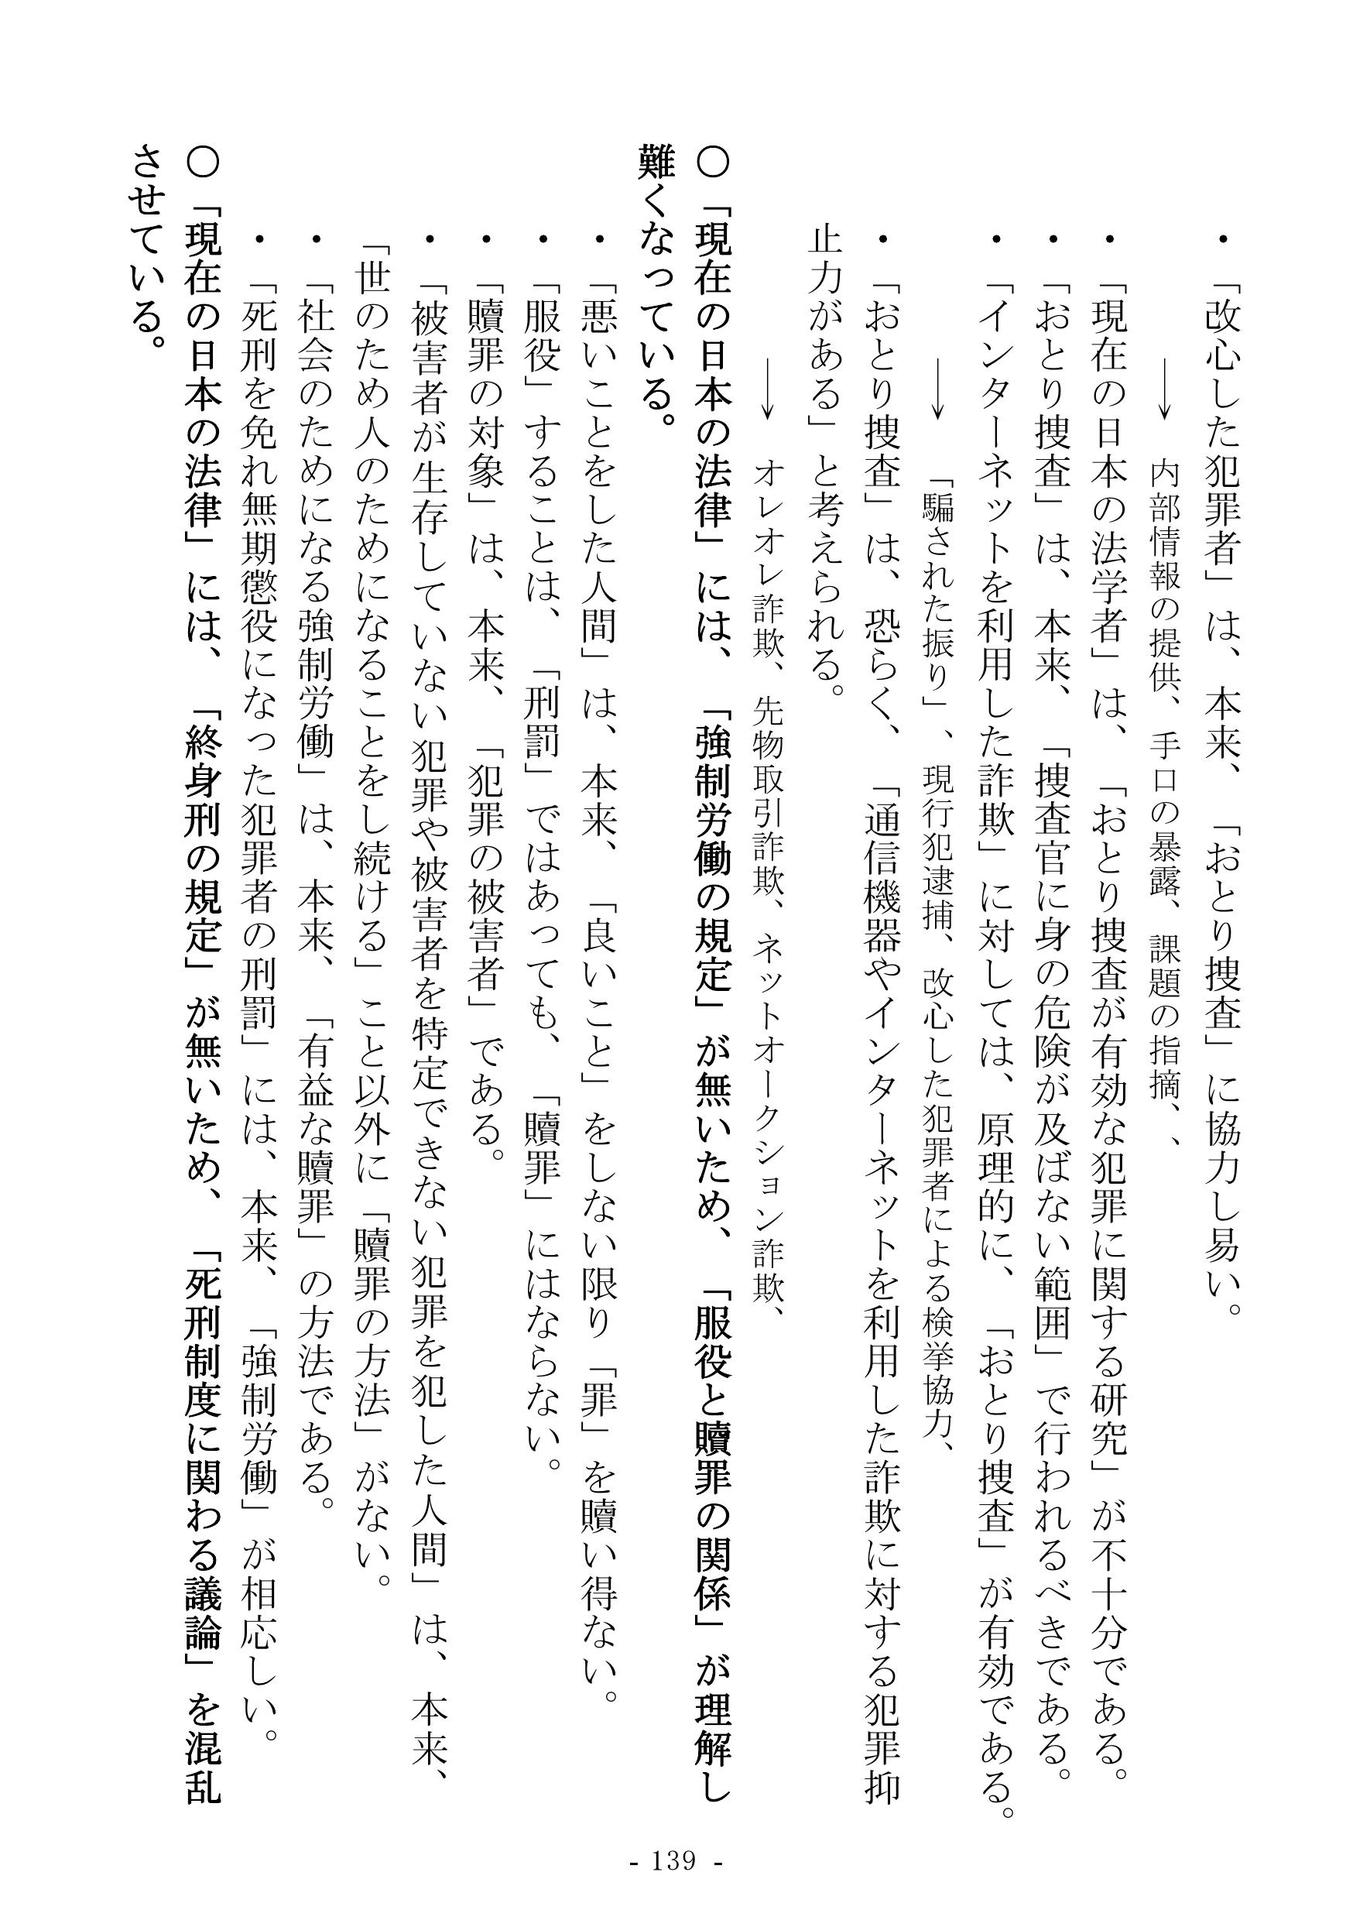 ・「改心した犯罪者」は、本来、「おとり捜査」に協力し易い。
→ 内部情報の提供、手口の暴露、課題の指摘、、
・「現在の日本の法学者」は、「おとり捜査が有効な犯罪に関する研究」が不十分である。
・「おとり捜査」は、本来、「捜査官に身の危険が及ばない範囲」で行われるべきである。
・「インターネットを利用した詐欺」に対しては、原理的に、「おとり捜査」が有効である。
→ 「騙された振り」、現行犯逮捕、改心した犯罪者による検挙協力、
・「おとり捜査」は、恐らく、「通信機器やインターネットを利用した詐欺に対する犯罪抑
止力がある」と考えられる。
→ オレオレ詐欺、先物取引詐欺、ネットオークション詐欺、
○「現在の日本の法律」には、「強制労働の規定」が無いため、「服役と贖罪の関係」が理解し
難くなっている。
・「悪いことをした人間」は、本来、「良いこと」をしない限り「罪」を贖い得ない。
・「服役」することは、「刑罰」ではあっても、「贖罪」にはならない。
・「贖罪の対象」は、本来、「犯罪の被害者」である。
・「被害者が生存していない犯罪や被害者を特定できない犯罪を犯した人間」は、本来、
「世のため人のためになることをし続ける」こと以外に「贖罪の方法」がない。
・「社会のためになる強制労働」は、本来、「有益な贖罪」の方法である。
・「死刑を免れ無期懲役になった犯罪者の刑罰」には、本来、「強制労働」が相応しい。
○「現在の日本の法律」には、「終身刑の規定」が無いため、「死刑制度に関わる議論」を混乱
させている。
- 139 -